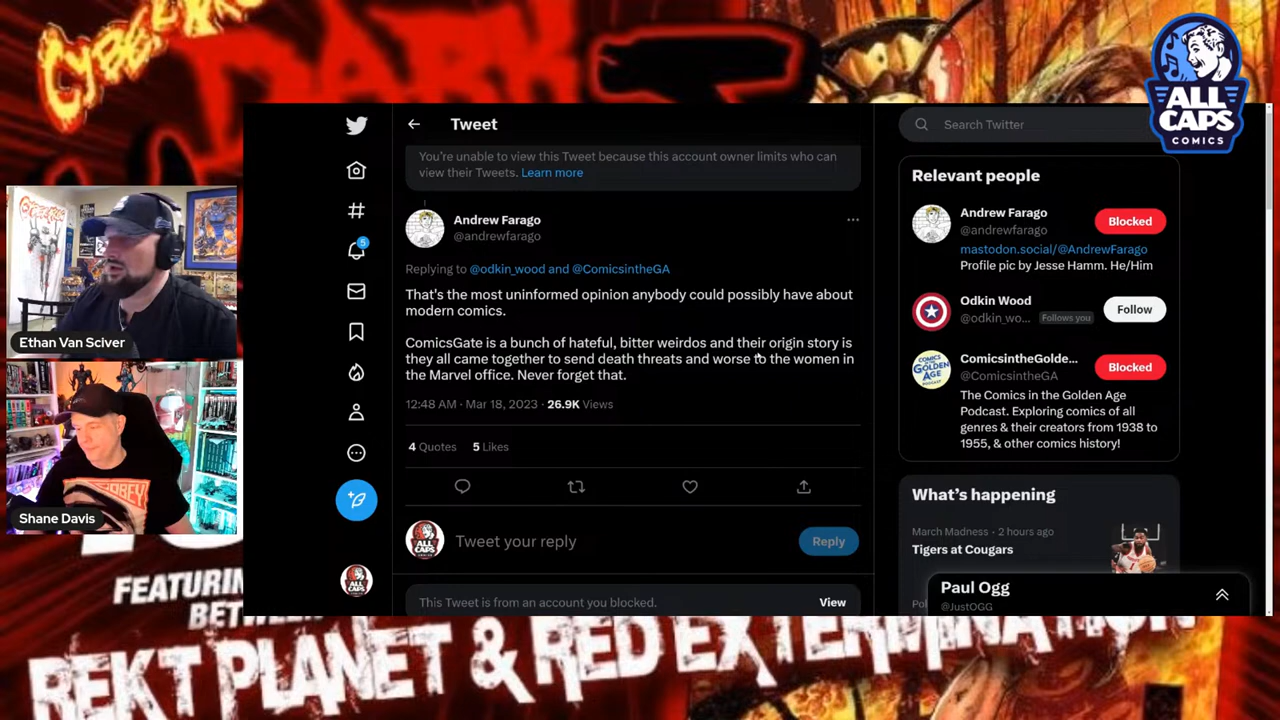 CYBERFROG
DARK
ALL
CAPS
COMICS
Tweet
Search Twitter
You're unable to view this Tweet because this account owner limits who can
view their Tweets. Learn more
Andrew Farago
@andrewfarago
Replying to @odkin_wood and @ComicsintheGA
That's the most uninformed opinion anybody could possibly have about
modern comics.
ComicsGate is a bunch of hateful, bitter weirdos and their origin story is
they all came together to send death threats and worse to the women in
the Marvel office. Never forget that.
12:48 AM · Mar 18, 2023 · 26.9K Views
4 Quotes 5 Likes
Tweet your reply
Reply
This Tweet is from an account you blocked.
View
5
Relevant people
Andrew Farago
@andrewfarago
Blocked
mastodon.social/@AndrewFarago
Profile pic by Jesse Hamm. He/Him
Odkin Wood
@odkin_wo... Follows you
Follow
ComicsintheGolde...
@ComicsintheGA
Blocked
The Comics in the Golden Age
Podcast. Exploring comics of all
genres & their creators from 1938 to
1955, & other comics history!
What's happening
March Madness · 2 hours ago
Tigers at Cougars
Pol
Paul Ogg
@JustOGG
Ethan Van Sciver
OBEY
Shane Davis
FEATURIN
BET
REKT PLANET & RED EXTERMINATION